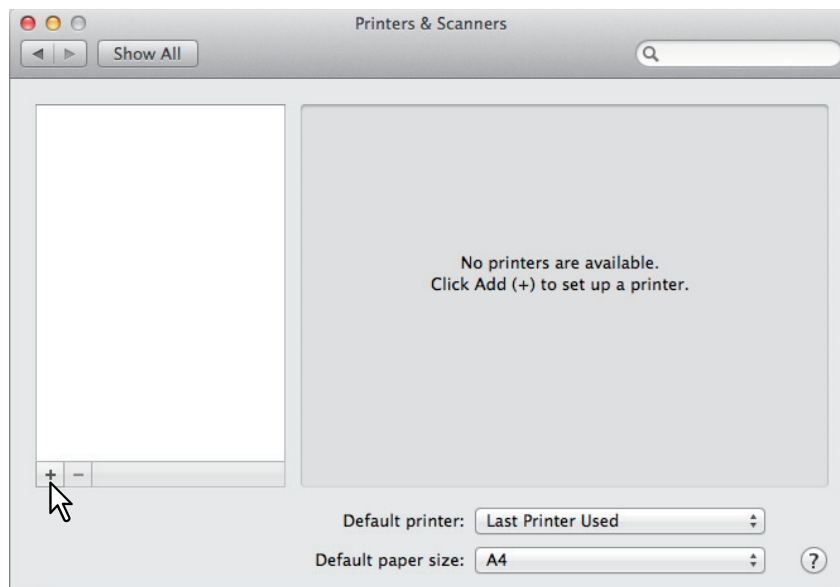 Printers & Scanners
Show All
No printers are available.
Click Add (+) to set up a printer.
+ −
Default printer: Last Printer Used
Default paper size: A4
?